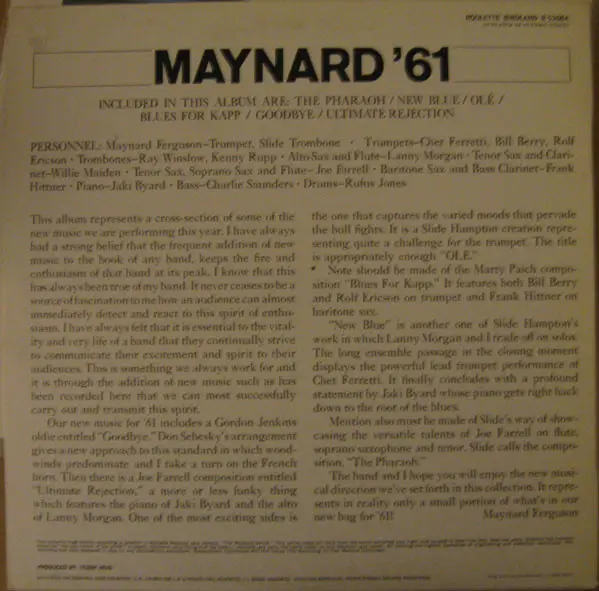 ROULETTE BIRDLAND R 52064
MAYNARD '61
INCLUDED IN THIS ALBUM ARE: THE PHARAOH / NEW BLUE / OLÉ /
BLUES FOR KAPP / GOODBYE / ULTIMATE REJECTION
PERSONNEL: Maynard Ferguson-Trumpet, Slide Trombone • Trumpets-Chet Ferretti, Bill Berry, Rolf
Ericson • Trombones-Ray Winslow, Kenny Rupp • Alto Sax and Flute-Lanny Morgan • Tenor Sax and Clari-
net-Willie Maiden • Tenor Sax, Soprano Sax and Flute-Joe Farrell • Baritone Sax and Bass Clarinet-Frank
Hittner • Piano-Jaki Byard • Bass-Charlie Saunders • Drums-Rufus Jones
This album represents a cross-section of some of the
new music we are performing this year. I have always
had a strong belief that the frequent addition of new
music to the book of any band, keeps the fire and
enthusiasm of that band at its peak. I know that this
has always been true of my band. It never ceases to be a
source of fascination to me how an audience can almost
immediately detect and react to this spirit of enthu-
siasm. I have always felt that it is essential to the vital-
ity and very life of a band that they continually strive
to communicate their excitement and spirit to their
audiences. This is something we always work for and
it is through the addition of new music such as has
been recorded here that we can most successfully
carry out and transmit this spirit.
Our new music for '61 includes a Gordon Jenkins
oldie entitled "Goodbye." Don Sebesky's arrangement
gives a new approach to this standard in which wood-
winds predominate and I take a turn on the French
horn. Then there is a Joe Farrell composition entitled
"Ultimate Rejection," a more or less funky thing
which features the piano of Jaki Byard and the alto
of Lanny Morgan. One of the most exciting sides is
the one that captures the varied moods that pervade
the bull fights. It is a Slide Hampton creation repre-
senting quite a challenge for the trumpet. The title
is appropriately enough "OLÉ."
Note should be made of the Marty Paich compo-
sition "Blues For Kapp." It features both Bill Berry
and Rolf Ericson on trumpet and Frank Hittner on
baritone sax.
"New Blue" is another one of Slide Hampton's
work in which Lanny Morgan and I trade off on solos.
The long ensemble passage in the closing moment
displays the powerful lead trumpet performance of
Chet Ferretti. It finally concludes with a profound
statement by Jaki Byard whose piano gets right back
down to the root of the blues.
Mention also must be made of Slide's way of show-
casing the versatile talents of Joe Farrell on flute,
soprano saxophone and tenor. Slide calls the compo-
sition, "The Pharaoh."
The band and I hope you will enjoy the new musi-
cal direction we've set forth in this collection. It repre-
sents in reality only a small portion of what's in our
new bag for '61!
Maynard Ferguson
PRODUCED BY TEDDY REIG